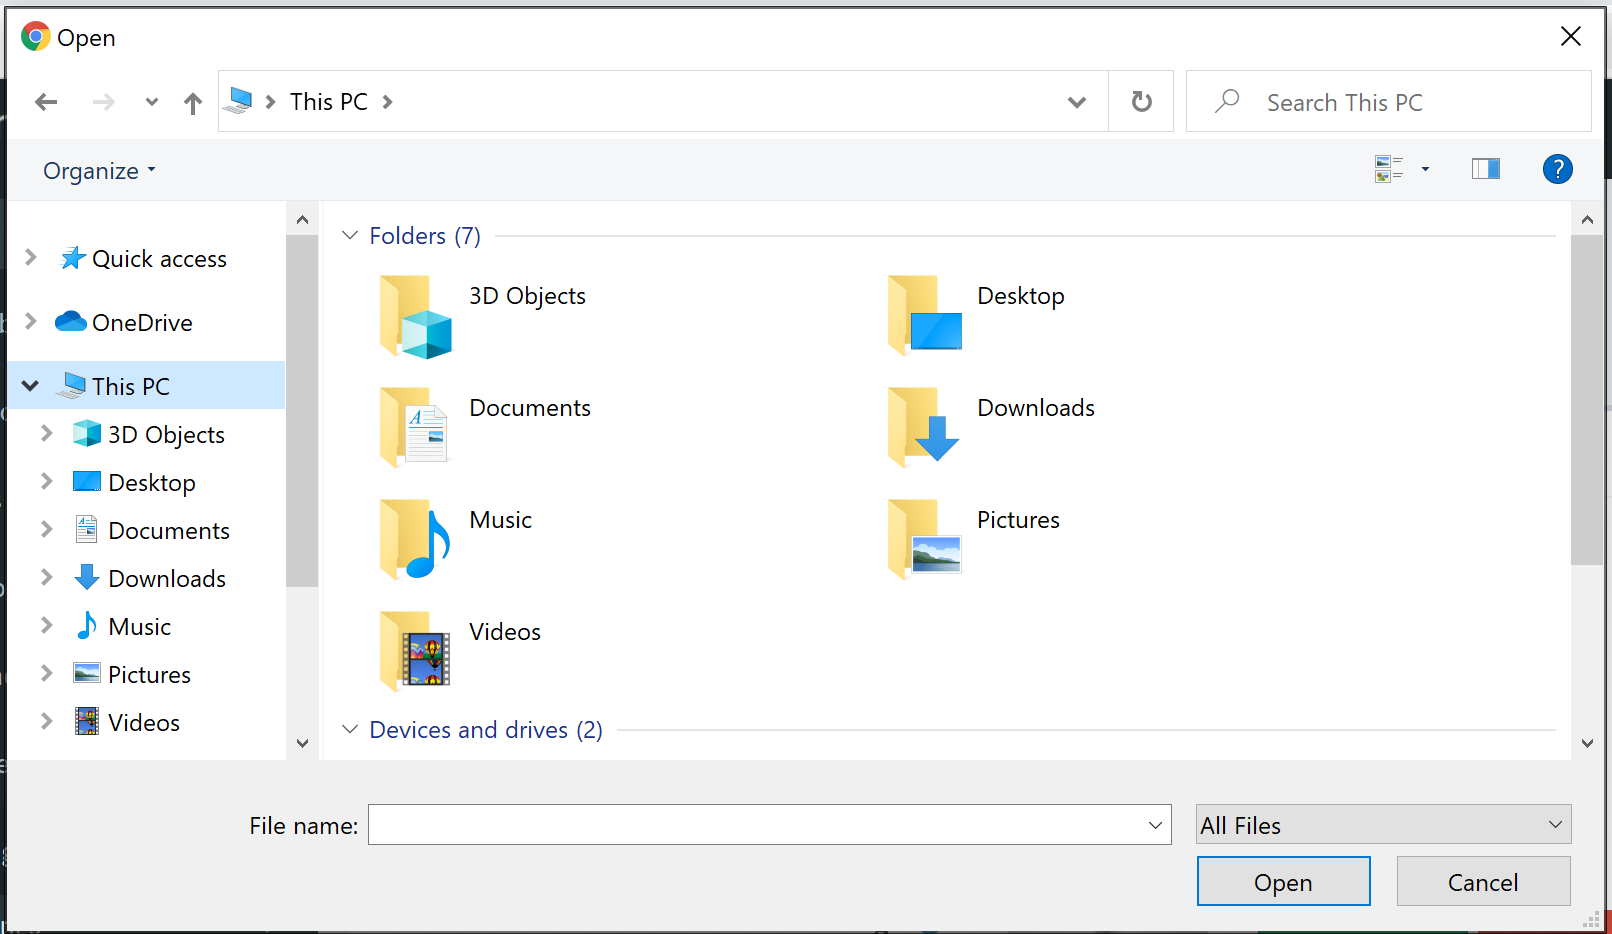 Open
This PC
Search This PC
Organize
Quick access
OneDrive
This PC
3D Objects
Desktop
Documents
Downloads
Music
Pictures
Videos
Folders (7)
3D Objects
Desktop
Documents
Downloads
Music
Pictures
Videos
Devices and drives (2)
File name:
All Files
Open
Cancel